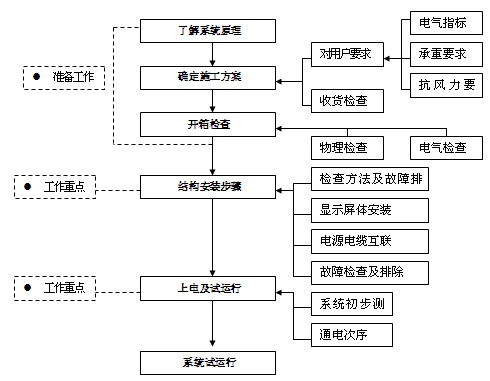 了解系统原理
电气指标
对用户要求
承重要求
● 准备工作
确定施工方案
抗风力要
收货检查
开箱检查
物理检查
电气检查
● 工作重点
结构安装步骤
检查方法及故障排
显示屏体安装
电源电缆互联
故障检查及排除
● 工作重点
上电及试运行
系统初步测
通电次序
系统试运行